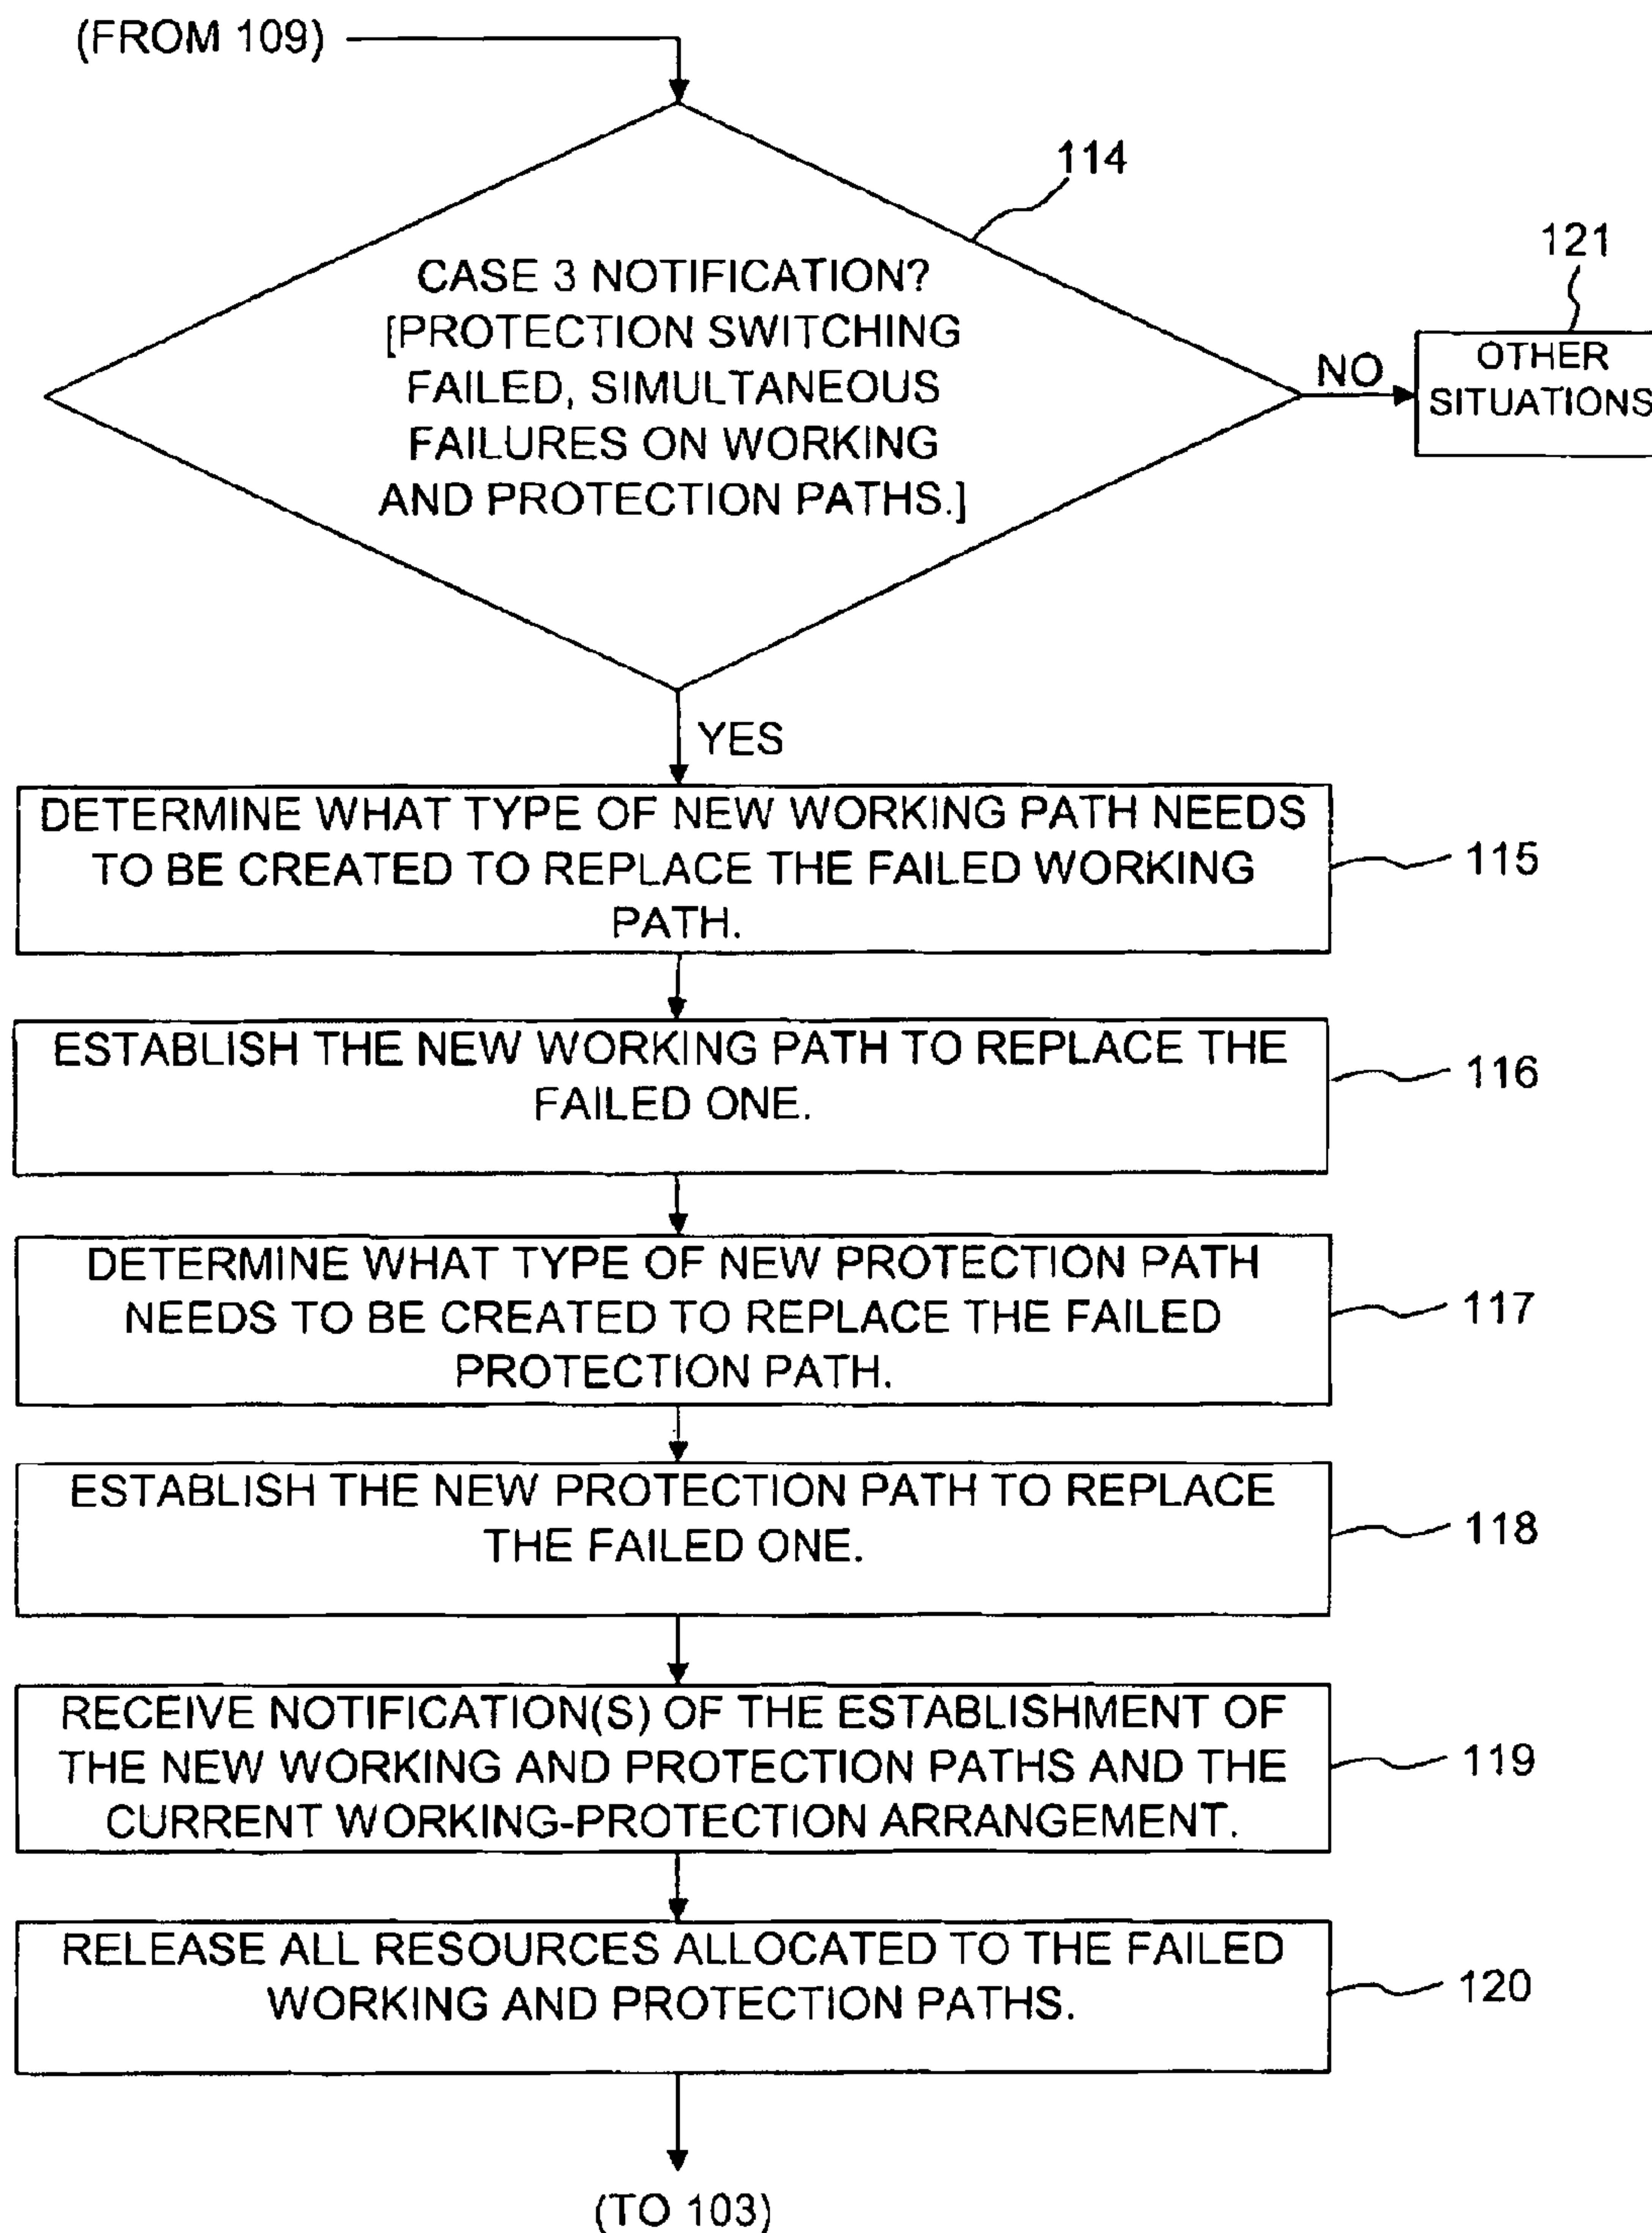 (FROM 109)
114
CASE 3 NOTIFICATION?
[PROTECTION SWITCHING
FAILED, SIMULTANEOUS
FAILURES ON WORKING
AND PROTECTION PATHS.]
121
NO
OTHER
SITUATIONS
YES
DETERMINE WHAT TYPE OF NEW WORKING PATH NEEDS
TO BE CREATED TO REPLACE THE FAILED WORKING
PATH.
115
ESTABLISH THE NEW WORKING PATH TO REPLACE THE
FAILED ONE.
116
DETERMINE WHAT TYPE OF NEW PROTECTION PATH
NEEDS TO BE CREATED TO REPLACE THE FAILED
PROTECTION PATH.
117
ESTABLISH THE NEW PROTECTION PATH TO REPLACE
THE FAILED ONE.
118
RECEIVE NOTIFICATION(S) OF THE ESTABLISHMENT OF
THE NEW WORKING AND PROTECTION PATHS AND THE
CURRENT WORKING-PROTECTION ARRANGEMENT.
119
RELEASE ALL RESOURCES ALLOCATED TO THE FAILED
WORKING AND PROTECTION PATHS.
120
(TO 103)